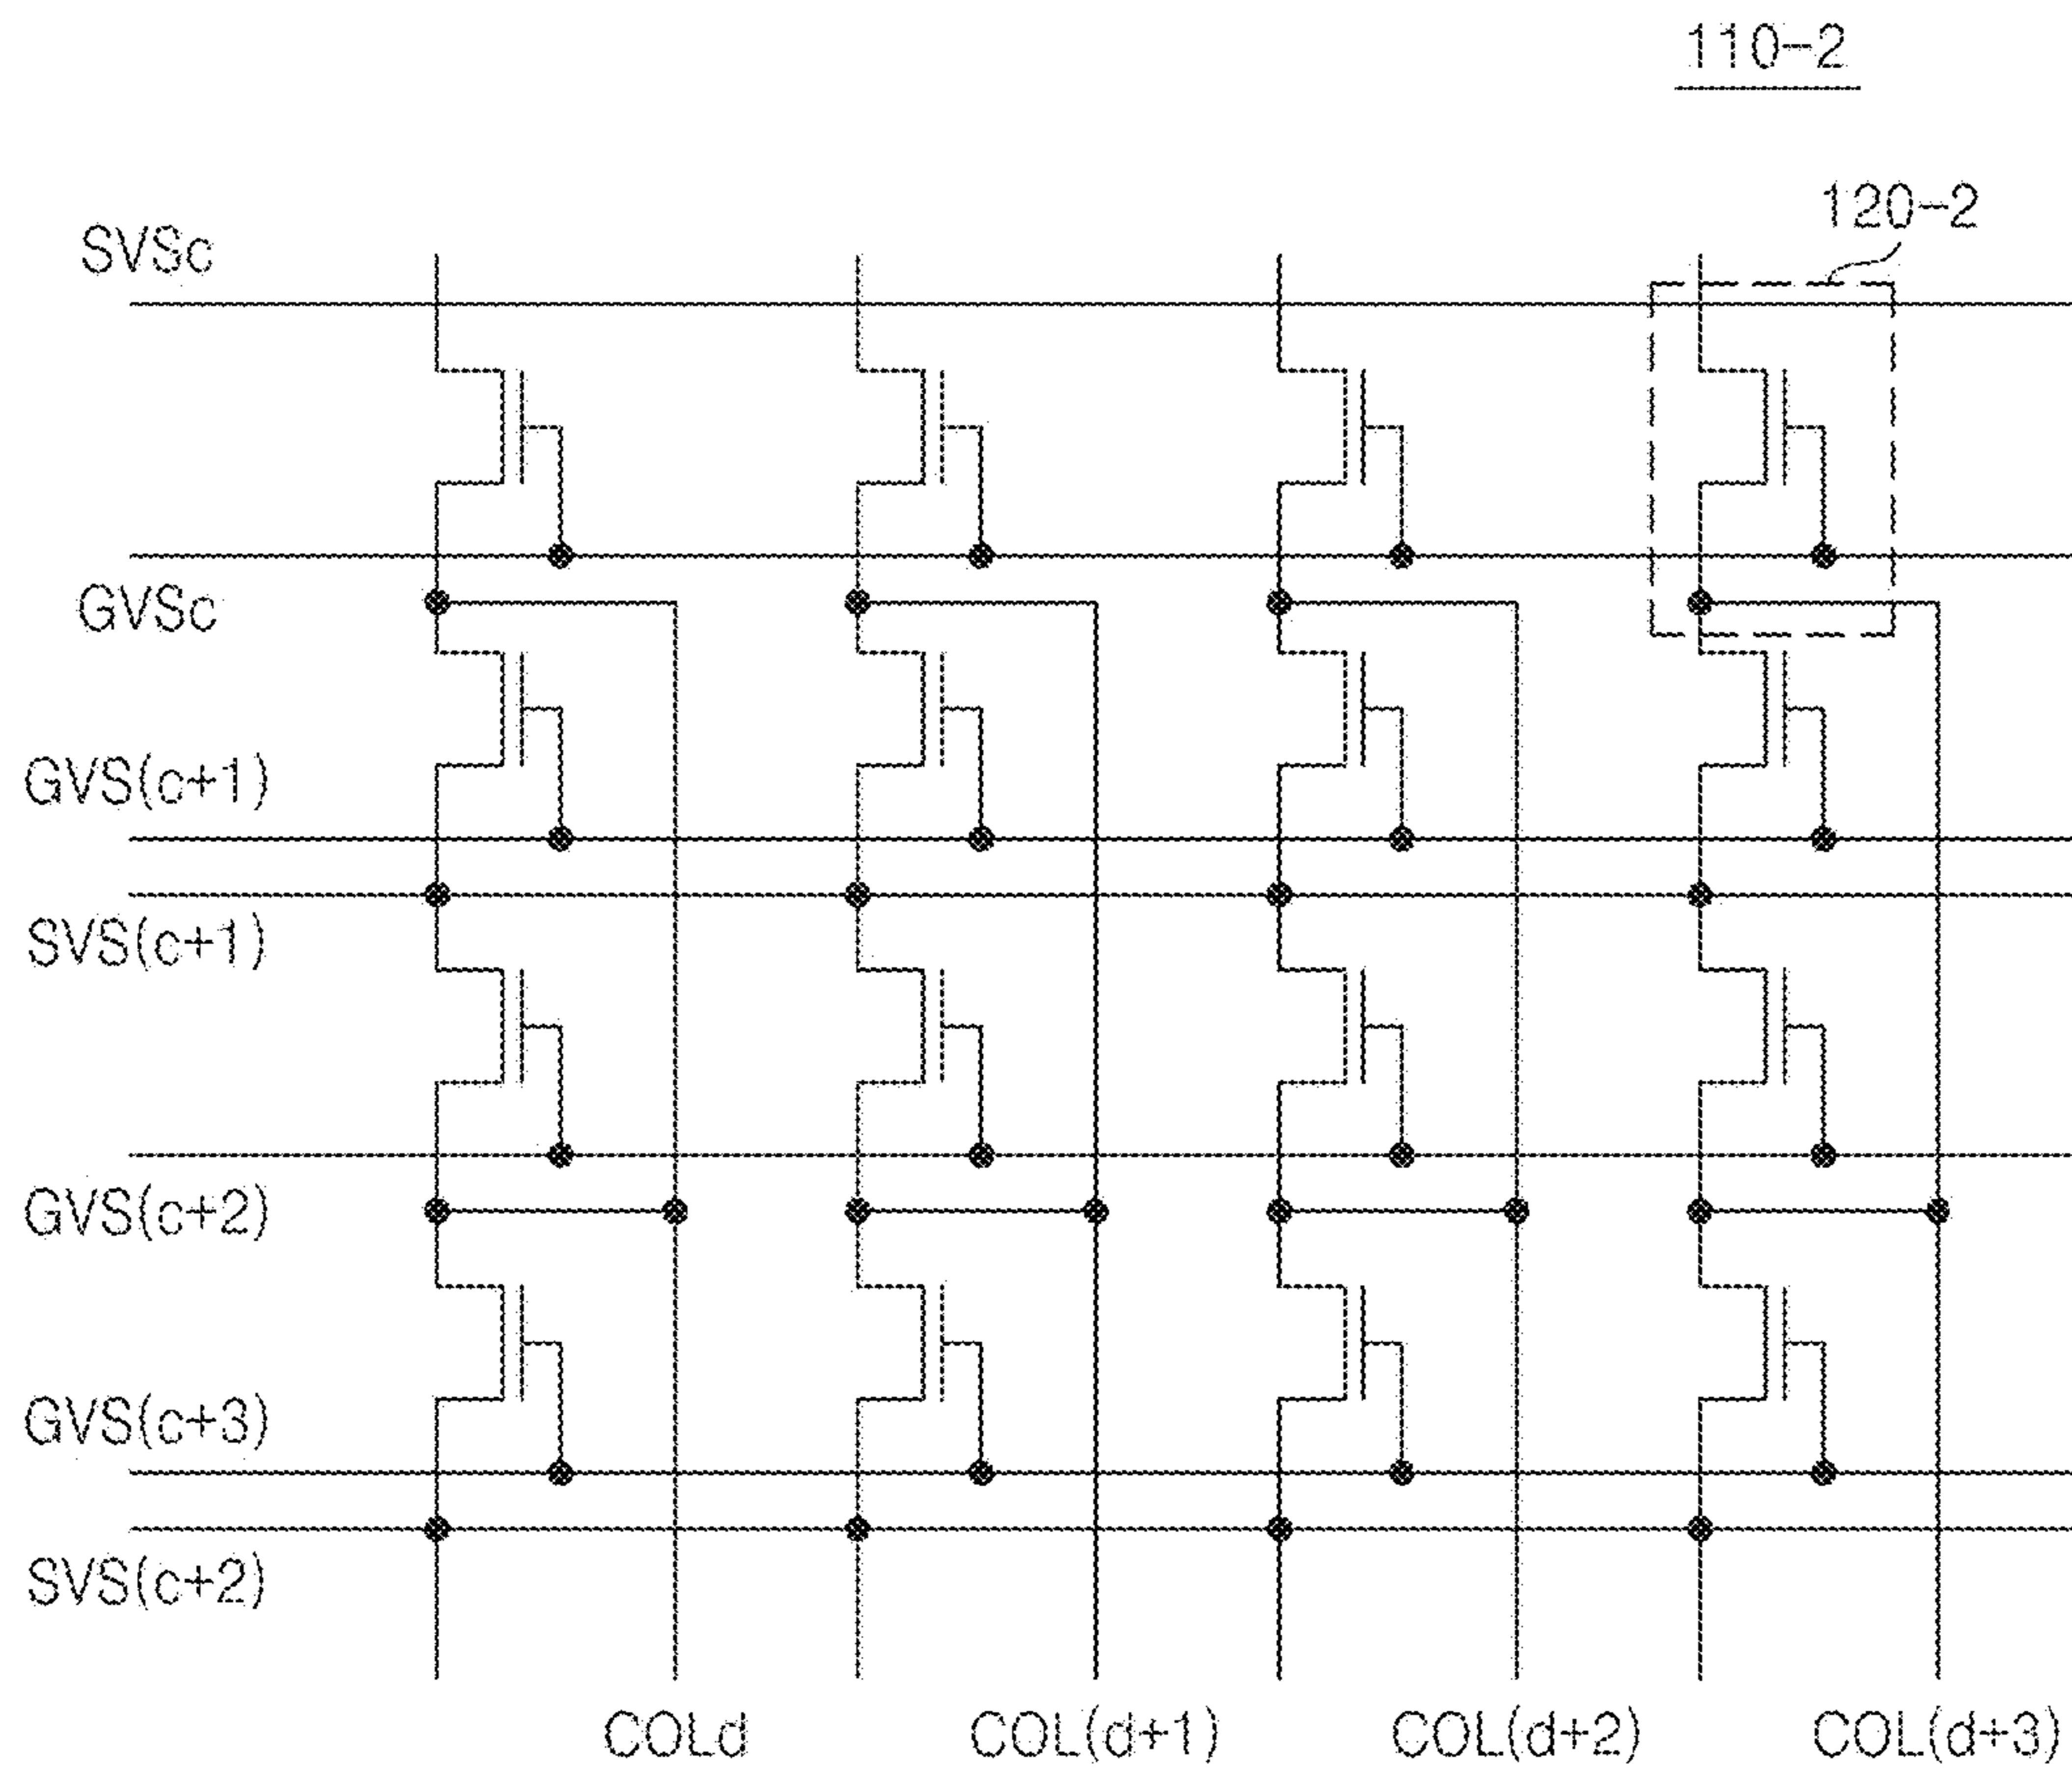 110-2
120-2
SVSc
GVSc
GVS(c+1)
SVS(c+1)
GVS(c+2)
GVS(c+3)
SVS(c+2)
COLd COL(d+1) COL(d+2) COL(d+3)